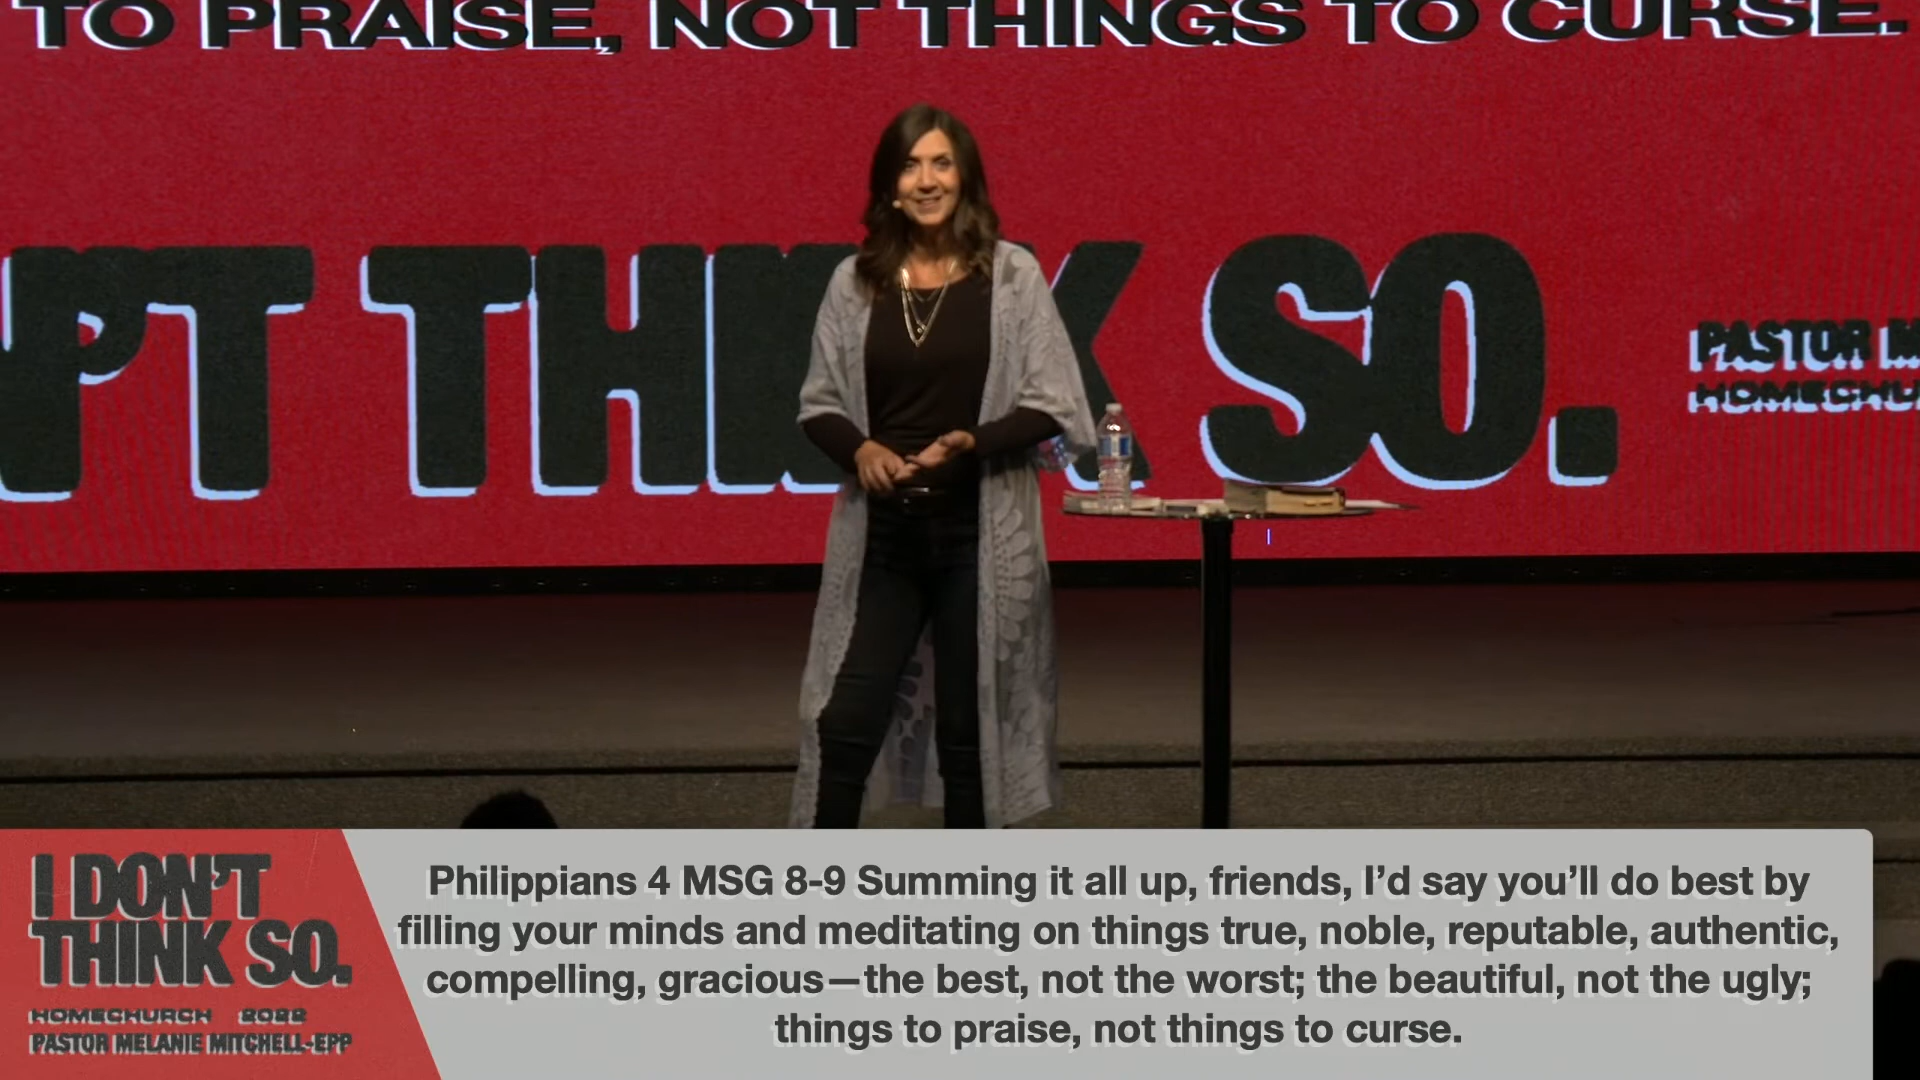 TO PRAISE, NOT THINGS TO CURSE.
THINK SO.
PASTOR
I DON'T
THINK SO.
HOMECHURCH 2022
PASTOR MELANIE MITCHELL-EPP
Philippians 4 MSG 8-9 Summing it all up, friends, I’d say you’ll do best by
filling your minds and meditating on things true, noble, reputable, authentic,
compelling, gracious—the best, not the worst; the beautiful, not the ugly;
things to praise, not things to curse.